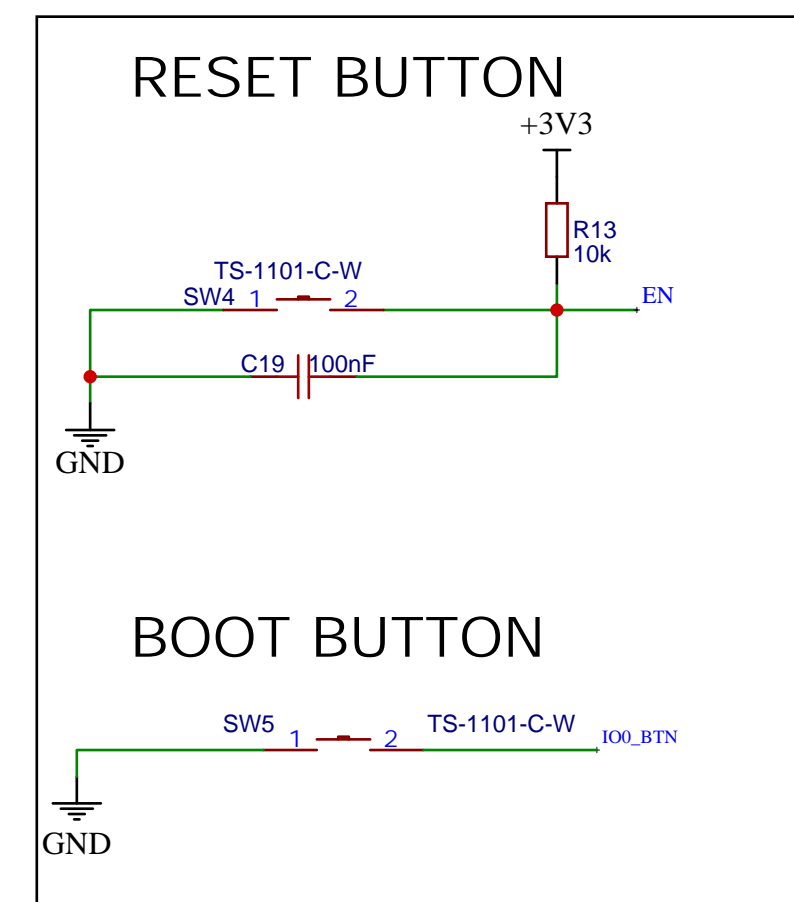 RESET BUTTON
+3V3
R13
10k
TS-1101-C-W
SW4 1 2
EN
C19 100nF
GND
BOOT BUTTON
SW5 1 2 TS-1101-C-W IO0_BTN
GND